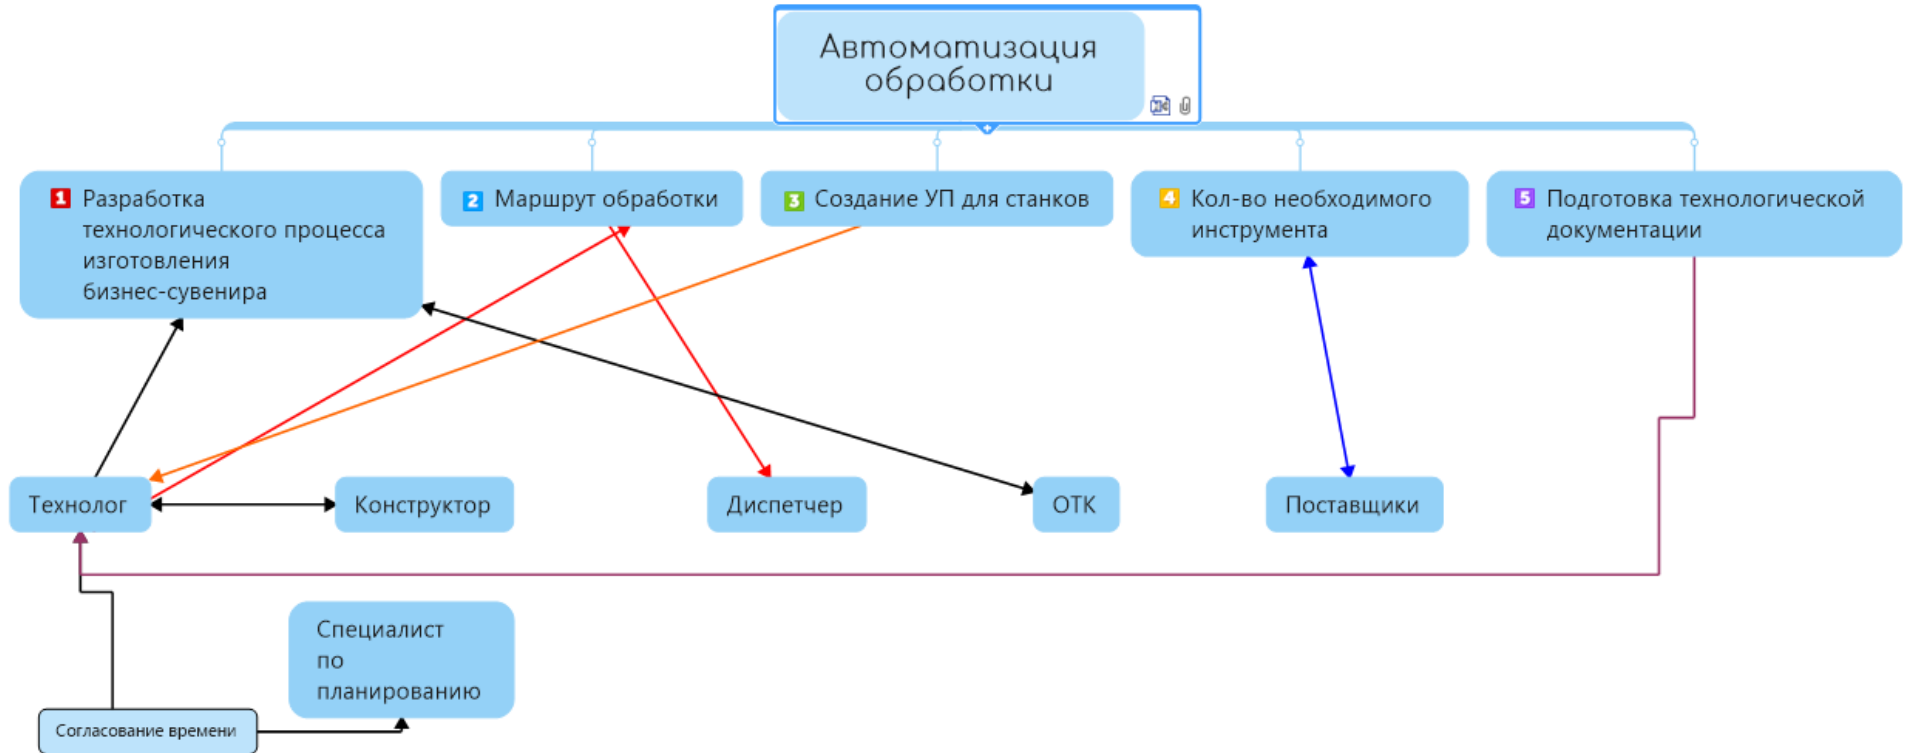 Автоматизация
обработки
1 Разработка
технологического процесса
изготовления
бизнес-сувенира
2 Маршрут обработки
3 Создание УП для станков
4 Кол-во необходимого
инструмента
5 Подготовка технологической
документации
Технолог
Конструктор
Диспетчер
ОТК
Поставщики
Специалист
по
планированию
Согласование времени